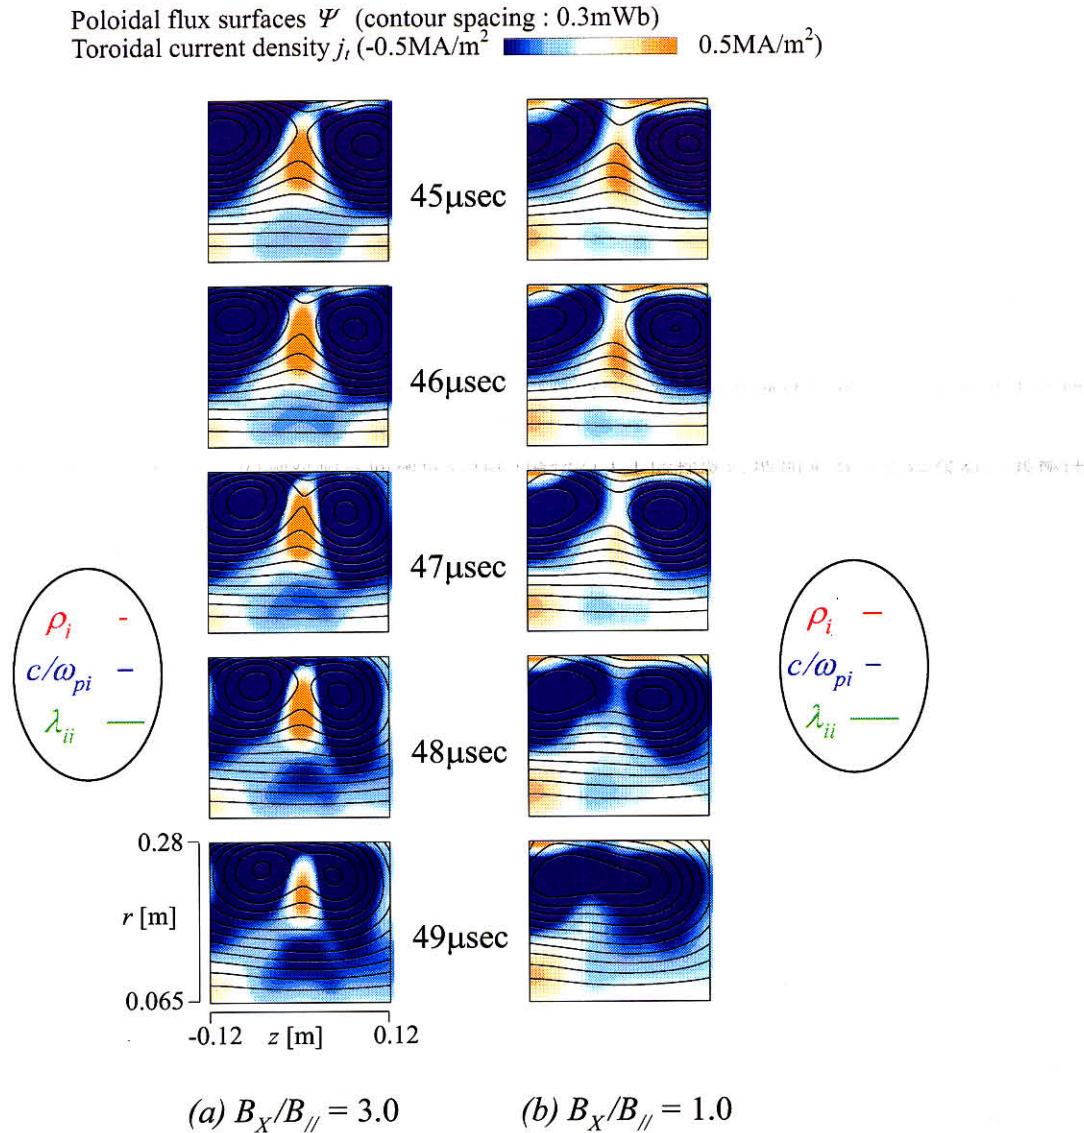 Poloidal flux surfaces Ψ (contour spacing : 0.3mWb)
Toroidal current density jt (-0.5MA/m² 0.5MA/m²)
45μsec
46μsec
47μsec
ρi -
c/ωpi -
λii —
ρi -
c/ωpi -
λii —
48μsec
0.28
r [m]
0.065
49μsec
-0.12 z [m] 0.12
(a) BX/B// = 3.0 (b) BX/B// = 1.0